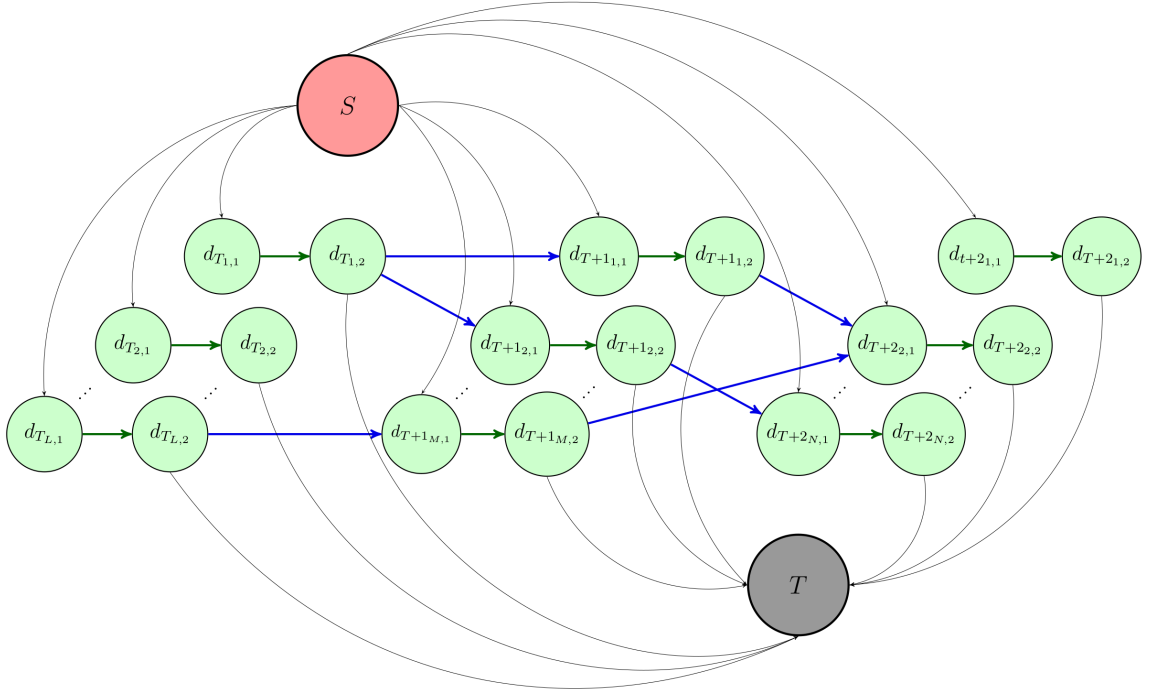 S
d_{T_{1,1}} d_{T_{1,2}} d_{T+1_{1,1}} d_{T+1_{1,2}} d_{t+2_{1,1}} d_{T+2_{1,2}}
d_{T_{2,1}} d_{T_{2,2}} d_{T+1_{2,1}} d_{T+1_{2,2}} d_{T+2_{2,1}} d_{T+2_{2,2}}
d_{T_{L,1}} d_{T_{L,2}} d_{T+1_{M,1}} d_{T+1_{M,2}} d_{T+2_{N,1}} d_{T+2_{N,2}}
T